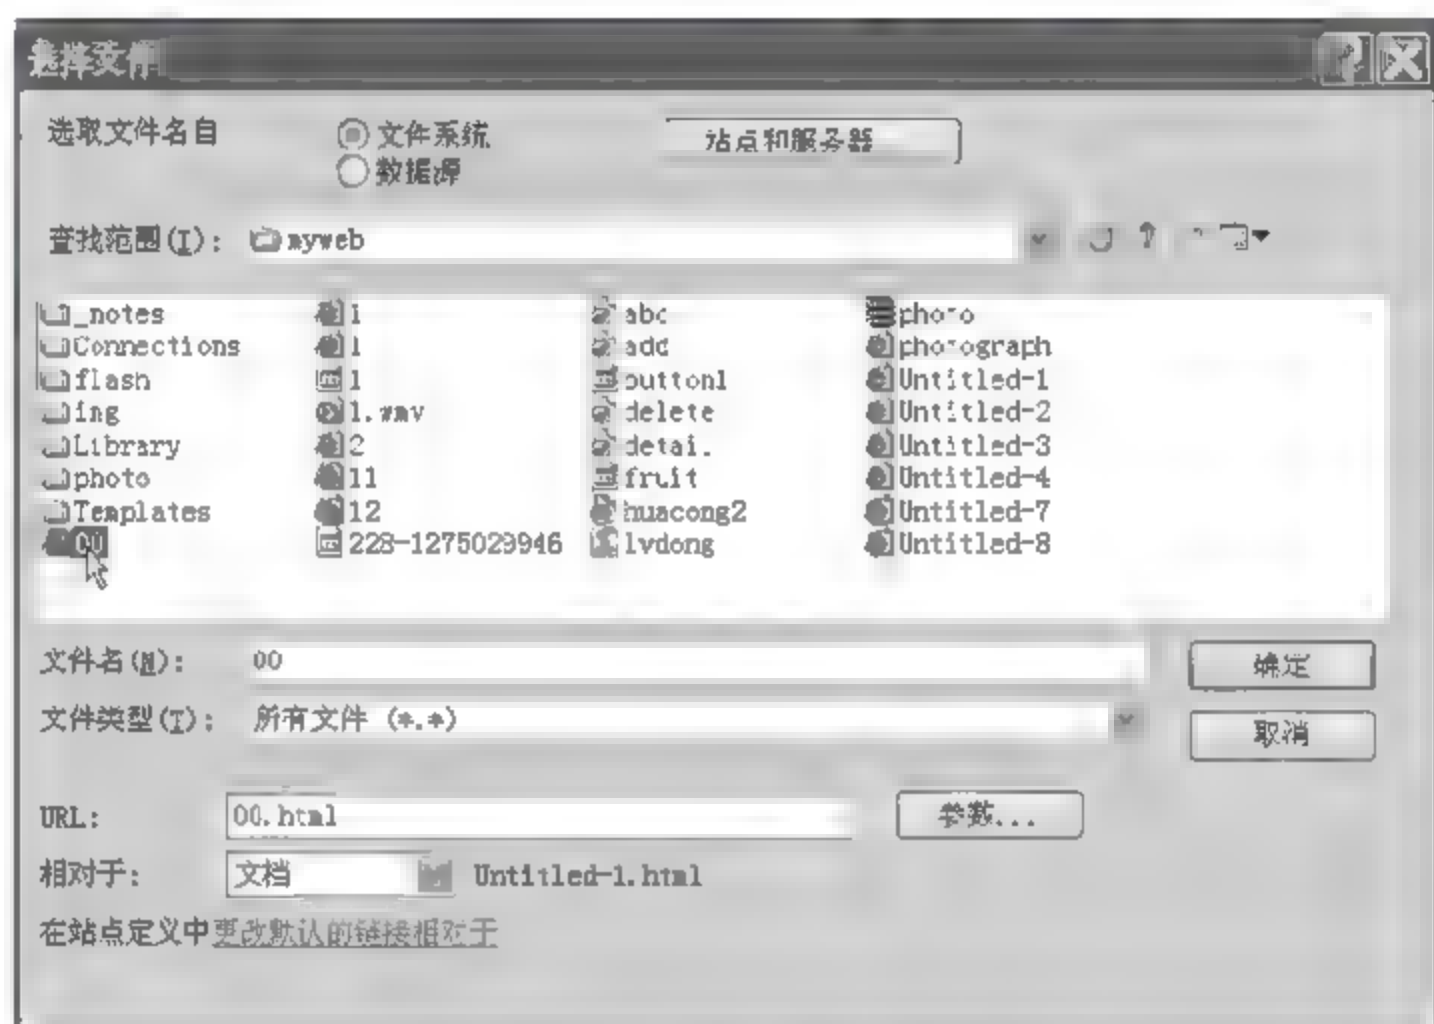 选择文件
选取文件名自 文件系统 站点和服务器
数据源
查找范围(I): myweb
_notes 1 abc photo
Connections 1 add photograph
flash 1 button1 Untitled-1
img 1.wmv delete Untitled-2
Library 2 detail Untitled-3
photo 11 fruit Untitled-4
Templates 12 huacong2 Untitled-7
00 228-1275029946 lvdong Untitled-8
文件名(N): 00 确定
文件类型(T): 所有文件 (*.*) 取消
URL: 00.html 参数...
相对于: 文档 Untitled-1.html
在站点定义中更改默认的链接相对于